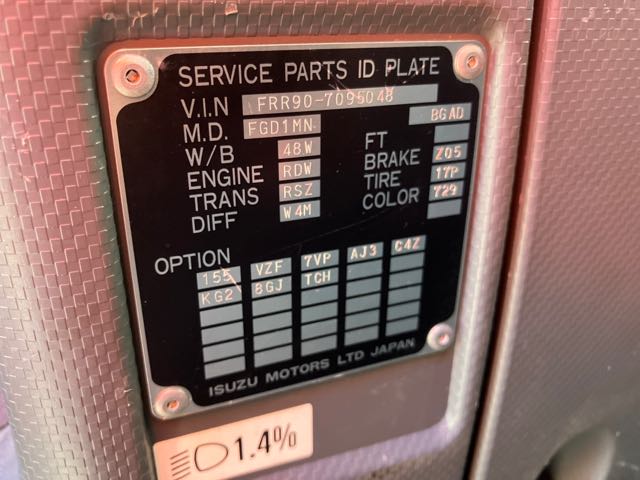 SERVICE PARTS ID PLATE
V.I.N FRR90-7095048
M.D. FGD1MN BGAD
W/B 48W FT
ENGINE RDW BRAKE Z05
TRANS RSZ TIRE 17P
DIFF W4M COLOR 729
OPTION
155 VZF 7VP AJ3 C4Z
KG2 8GJ TCH
ISUZU MOTORS LTD JAPAN
1.4%